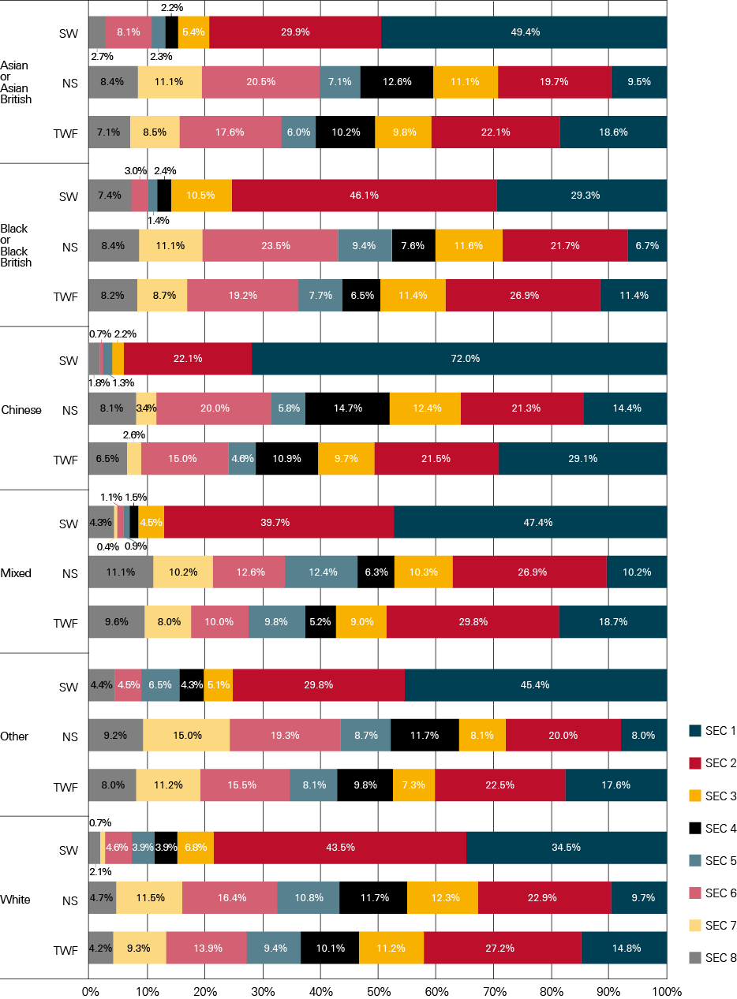 2.2%
SW 8.1% 5.4% 29.9% 49.4%
2.7% 2.3%
Asian
or
Asian
British
NS 8.4% 11.1% 20.5% 7.1% 12.6% 11.1% 19.7% 9.5%
TWF 7.1% 8.5% 17.6% 6.0% 10.2% 9.8% 22.1% 18.6%
3.0% 2.4%
SW 7.4% 10.5% 46.1% 29.3%
1.4%
Black
or
Black
British
NS 8.4% 11.1% 23.5% 9.4% 7.6% 11.6% 21.7% 6.7%
TWF 8.2% 8.7% 19.2% 7.7% 6.5% 11.4% 26.9% 11.4%
0.7% 2.2%
SW 22.1% 72.0%
1.8% 1.3%
Chinese NS 8.1% 3.4% 20.0% 5.8% 14.7% 12.4% 21.3% 14.4%
2.6%
TWF 6.5% 15.0% 4.6% 10.9% 9.7% 21.5% 29.1%
1.1% 1.5%
SW 4.3% 4.5% 39.7% 47.4%
0.4% 0.9%
Mixed NS 11.1% 10.2% 12.6% 12.4% 6.3% 10.3% 26.9% 10.2%
TWF 9.6% 8.0% 10.0% 9.8% 5.2% 9.0% 29.8% 18.7%
SW 4.4% 4.5% 6.5% 4.3% 5.1% 29.8% 45.4%
Other NS 9.2% 15.0% 19.3% 8.7% 11.7% 8.1% 20.0% 8.0%
TWF 8.0% 11.2% 15.5% 8.1% 9.8% 7.3% 22.5% 17.6%
0.7%
SW 4.6% 3.9% 3.9% 6.8% 43.5% 34.5%
2.1%
White NS 4.7% 11.5% 16.4% 10.8% 11.7% 12.3% 22.9% 9.7%
TWF 4.2% 9.3% 13.9% 9.4% 10.1% 11.2% 27.2% 14.8%
0% 10% 20% 30% 40% 50% 60% 70% 80% 90% 100%
SEC 1
SEC 2
SEC 3
SEC 4
SEC 5
SEC 6
SEC 7
SEC 8